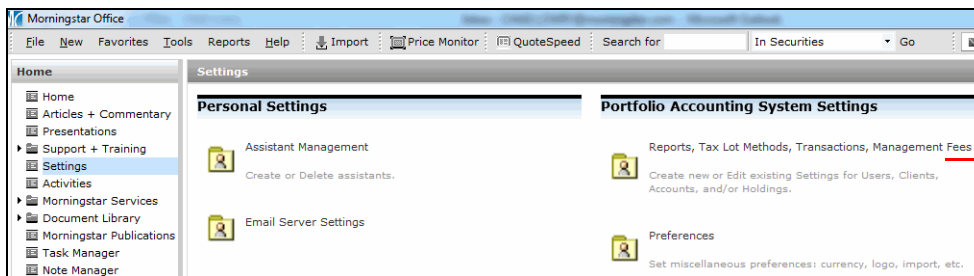 Morningstar Office
File New Favorites Tools Reports Help Import Price Monitor QuoteSpeed Search for In Securities Go
Home
Home
Articles + Commentary
Presentations
Support + Training
Settings
Activities
Morningstar Services
Document Library
Morningstar Publications
Task Manager
Note Manager
Settings
Personal Settings
Assistant Management
Create or Delete assistants.
Email Server Settings
Portfolio Accounting System Settings
Reports, Tax Lot Methods, Transactions, Management Fees
Create new or Edit existing Settings for Users, Clients,
Accounts, and/or Holdings.
Preferences
Set miscellaneous preferences: currency, logo, import, etc.